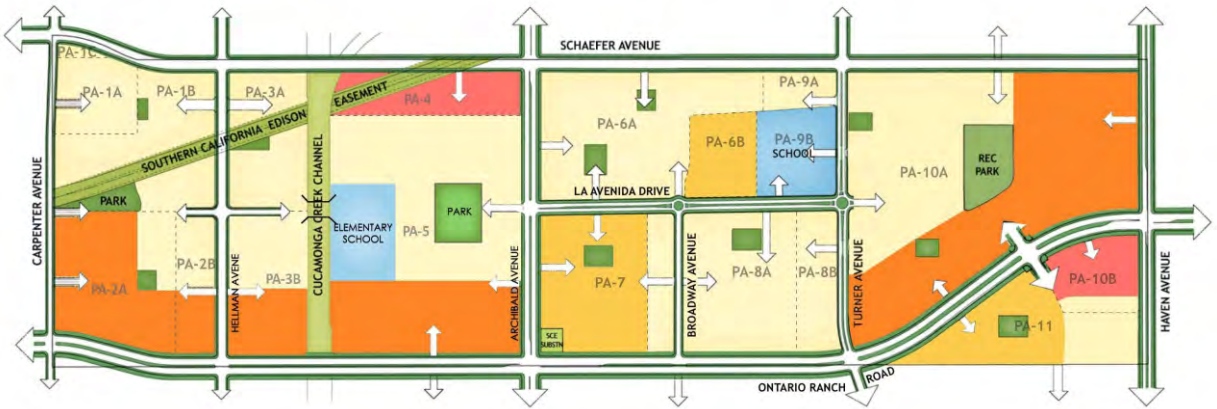 SCHAEFER AVENUE
PA-1C
PA-1A
PA-1B
PA-3A
PA-4
PA-6A
PA-9A
PA-6B
PA-9B
SCHOOL
PA-10A
REC
PARK
SOUTHERN CALIFORNIA EDISON EASEMENT
CARPENTER AVENUE
PARK
CUCAMONGA CREEK CHANNEL
ELEMENTARY
SCHOOL
PA-5
PARK
LA AVENIDA DRIVE
PA-2A
PA-2B
HELLMAN AVENE
PA-3B
ARCHIBALD AVENUE
PA-7
SCE
SUBSTN
BROADWAY AVENUE
PA-8A
PA-8B
TURNER AVENUE
PA-10B
PA-11
HAVEN AVENUE
ONTARIO RANCH ROAD